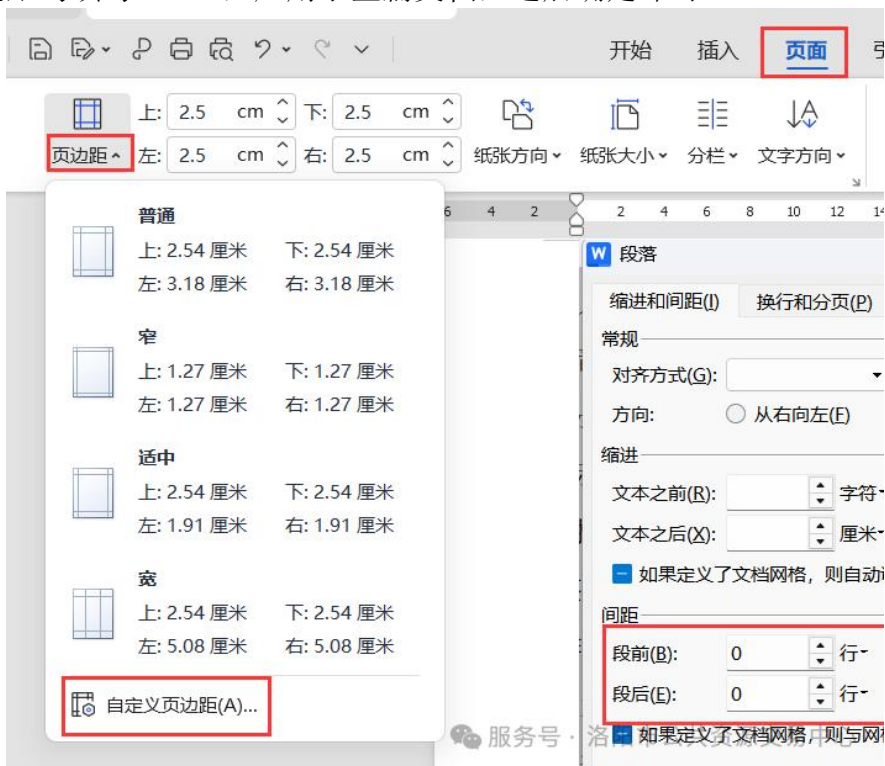 开始 插入 页面
上: 2.5 cm 下: 2.5 cm
页边距 左: 2.5 cm 右: 2.5 cm 纸张方向 纸张大小 分栏 文字方向
6 4 2 2 4 6 8 10 12 14
普通
上: 2.54 厘米 下: 2.54 厘米
左: 3.18 厘米 右: 3.18 厘米
窄
上: 1.27 厘米 下: 1.27 厘米
左: 1.27 厘米 右: 1.27 厘米
适中
上: 2.54 厘米 下: 2.54 厘米
左: 1.91 厘米 右: 1.91 厘米
宽
上: 2.54 厘米 下: 2.54 厘米
左: 5.08 厘米 右: 5.08 厘米
自定义页边距(A)...
W 段落
缩进和间距(I) 换行和分页(P)
常规
对齐方式(G):
方向: 从右向左(F)
缩进
文本之前(R): 字符
文本之后(X): 厘米
如果定义了文档网格，则自动
间距
段前(B): 0 行
段后(E): 0 行
如果定义了文档网格，则与网
服务号 ·